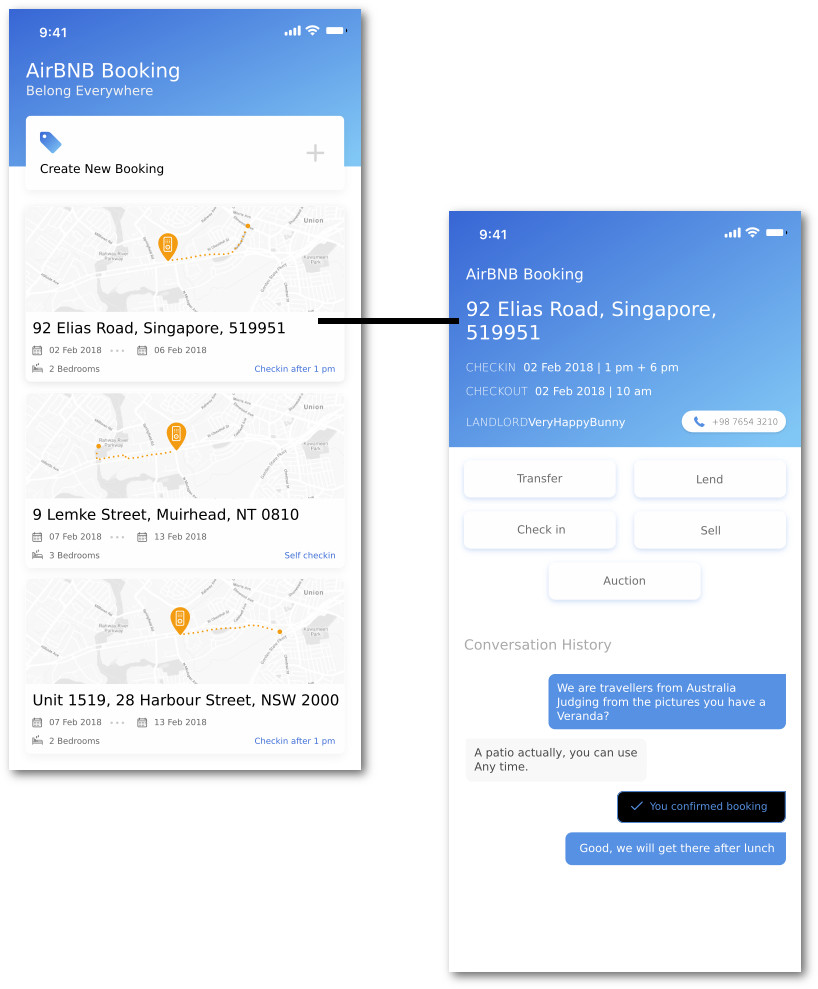 9:41
AirBNB Booking
Belong Everywhere
Create New Booking
Union
92 Elias Road, Singapore, 519951
02 Feb 2018
06 Feb 2018
2 Bedrooms
Checkin after 1 pm
Union
9 Lemke Street, Muirhead, NT 0810
07 Feb 2018
13 Feb 2018
3 Bedrooms
Self checkin
Union
Unit 1519, 28 Harbour Street, NSW 2000
07 Feb 2018
13 Feb 2018
2 Bedrooms
Checkin after 1 pm
9:41
AirBNB Booking
92 Elias Road, Singapore,
519951
CHECKIN 02 Feb 2018 | 1 pm + 6 pm
CHECKOUT 02 Feb 2018 | 10 am
LANDLORDVeryHappyBunny
+98 7654 3210
Transfer
Lend
Check in
Sell
Auction
Conversation History
We are travellers from Australia
Judging from the pictures you have a
Veranda?
A patio actually, you can use
Any time.
You confirmed booking
Good, we will get there after lunch